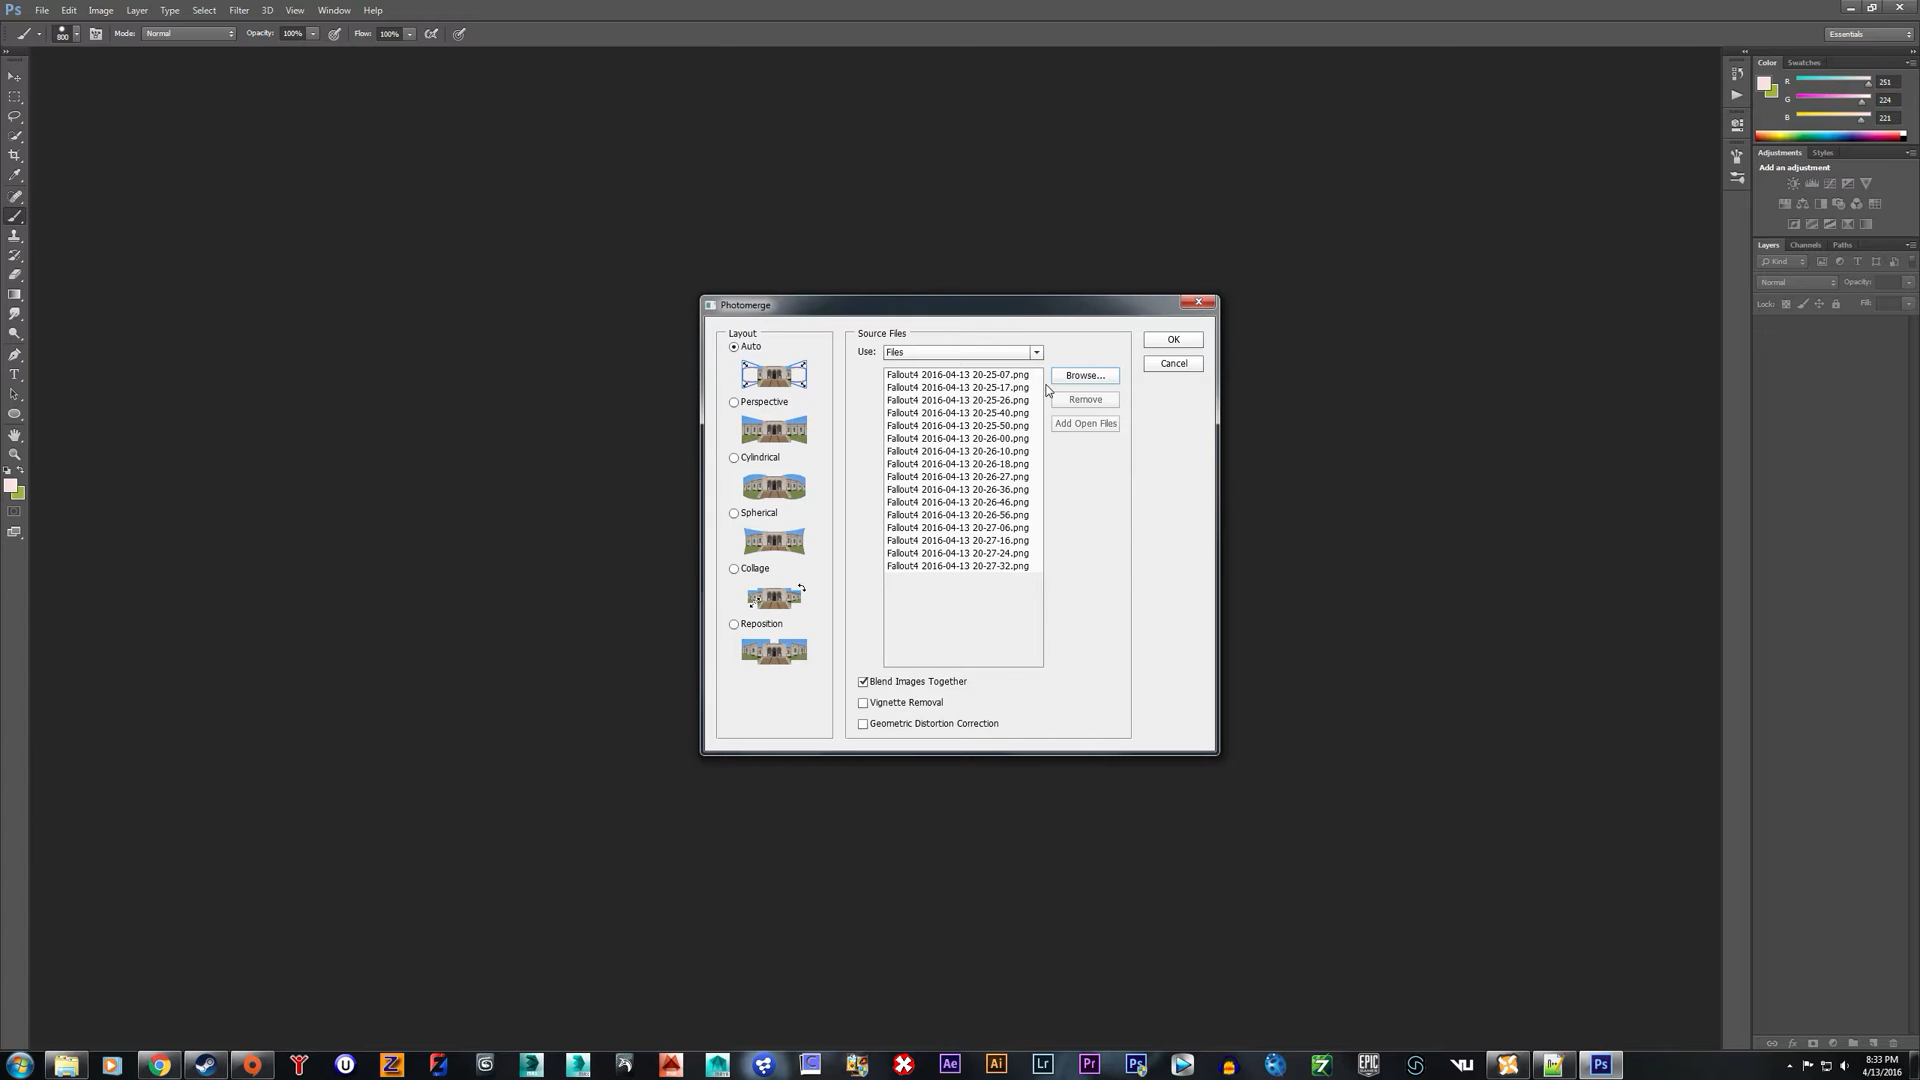 Ps File Edit Image Layer Type Select Filter 3D View Window Help
800 Mode: Normal Opacity: 100% Flow: 100% Essentials
Color Swatches
R 251
G 224
B 221
Adjustments Styles
Add an adjustment
Layers Channels Paths
Kind
Normal Opacity:
Lock: Fill:
Photomerge
Layout
Auto
Perspective
Cylindrical
Spherical
Collage
Reposition
Source Files
Use: Files
Fallout4 2016-04-13 20-25-07.png
Fallout4 2016-04-13 20-25-17.png
Fallout4 2016-04-13 20-25-26.png
Fallout4 2016-04-13 20-25-40.png
Fallout4 2016-04-13 20-25-50.png
Fallout4 2016-04-13 20-26-00.png
Fallout4 2016-04-13 20-26-10.png
Fallout4 2016-04-13 20-26-18.png
Fallout4 2016-04-13 20-26-27.png
Fallout4 2016-04-13 20-26-36.png
Fallout4 2016-04-13 20-26-46.png
Fallout4 2016-04-13 20-26-56.png
Fallout4 2016-04-13 20-27-06.png
Fallout4 2016-04-13 20-27-16.png
Fallout4 2016-04-13 20-27-24.png
Fallout4 2016-04-13 20-27-32.png
Browse...
Remove
Add Open Files
Blend Images Together
Vignette Removal
Geometric Distortion Correction
OK
Cancel
Ae Ai Lr Pr Ps EPIC Ps
8:33 PM
4/13/2016